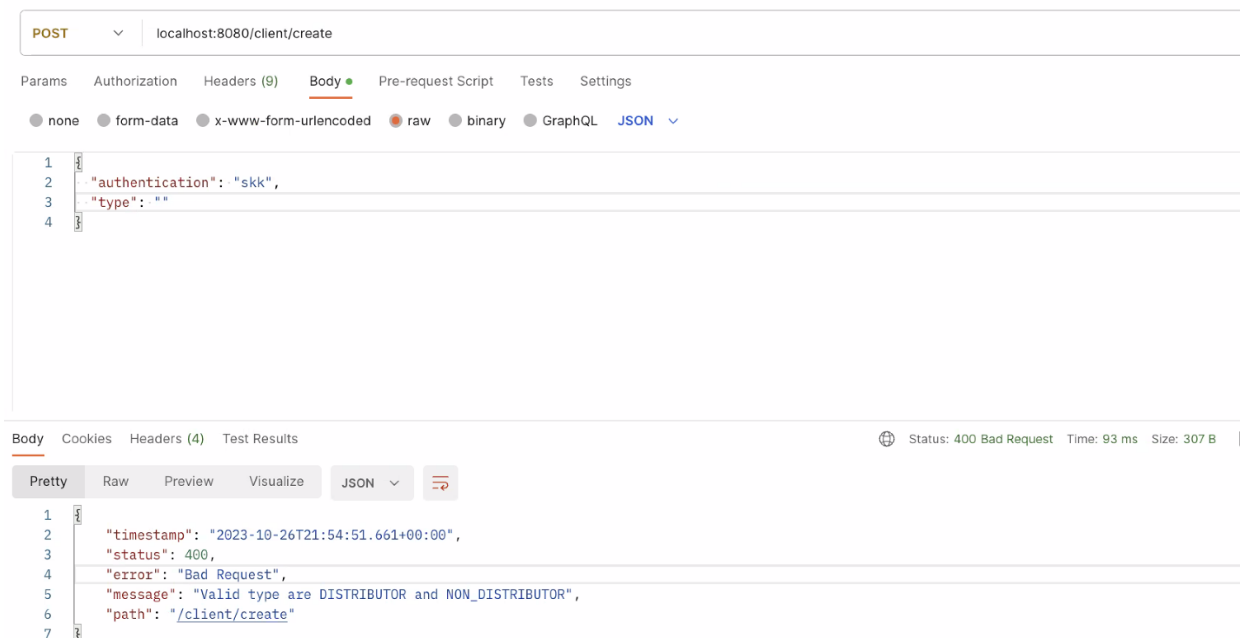 POST localhost:8080/client/create
Params Authorization Headers (9) Body Pre-request Script Tests Settings
none form-data x-www-form-urlencoded raw binary GraphQL JSON
1 {
2 "authentication": "skk",
3 "type": ""
4 }
Body Cookies Headers (4) Test Results Status: 400 Bad Request Time: 93 ms Size: 307 B
Pretty Raw Preview Visualize JSON
1 {
2 "timestamp": "2023-10-26T21:54:51.661+00:00",
3 "status": 400,
4 "error": "Bad Request",
5 "message": "Valid type are DISTRIBUTOR and NON_DISTRIBUTOR",
6 "path": "/client/create"
7 }